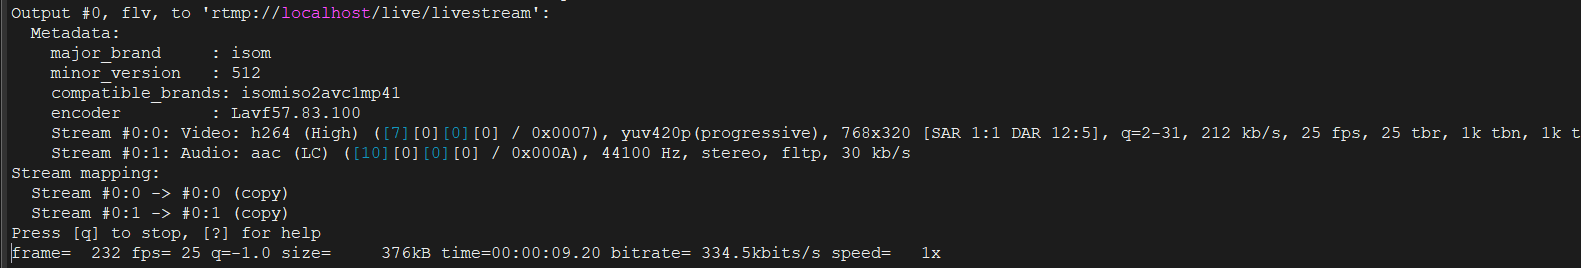 Output #0, flv, to 'rtmp://localhost/live/livestream':
  Metadata:
    major_brand     : isom
    minor_version   : 512
    compatible_brands: isomiso2avc1mp41
    encoder         : Lavf57.83.100
    Stream #0:0: Video: h264 (High) ([7][0][0][0] / 0x0007), yuv420p(progressive), 768x320 [SAR 1:1 DAR 12:5], q=2-31, 212 kb/s, 25 fps, 25 tbr, 1k tbn, 1k t
    Stream #0:1: Audio: aac (LC) ([10][0][0][0] / 0x000A), 44100 Hz, stereo, fltp, 30 kb/s
Stream mapping:
  Stream #0:0 -> #0:0 (copy)
  Stream #0:1 -> #0:1 (copy)
Press [q] to stop, [?] for help
frame=  232 fps= 25 q=-1.0 size=     376kB time=00:00:09.20 bitrate= 334.5kbits/s speed=   1x